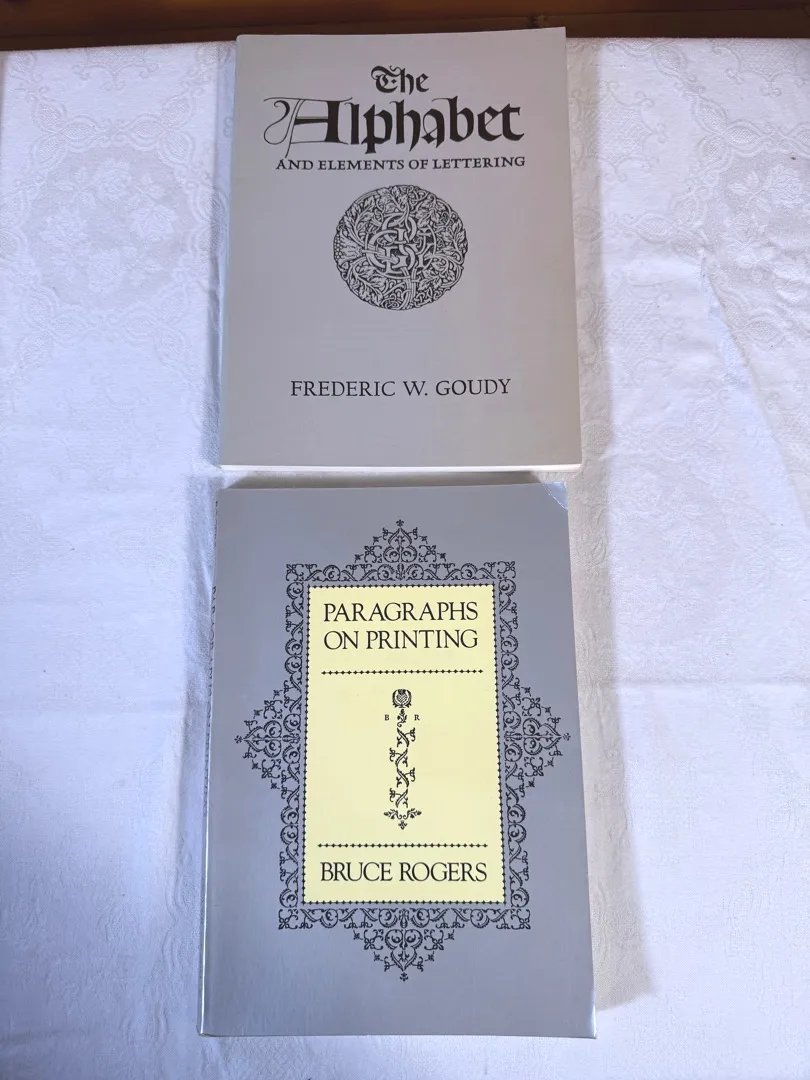 The
Alphabet
AND ELEMENTS OF LETTERING
FREDERIC W. GOUDY
PARAGRAPHS
ON PRINTING
B R
BRUCE ROGERS